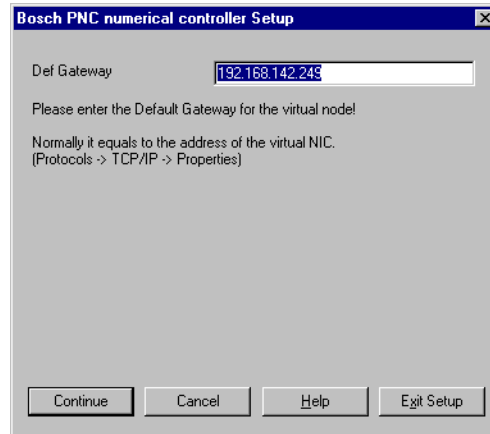 Bosch PNC numerical controller Setup
Def Gateway
192.168.142.249
Please enter the Default Gateway for the virtual node!
Normally it equals to the address of the virtual NIC.
(Protocols -> TCP/IP -> Properties)
Continue
Cancel
Help
Exit Setup